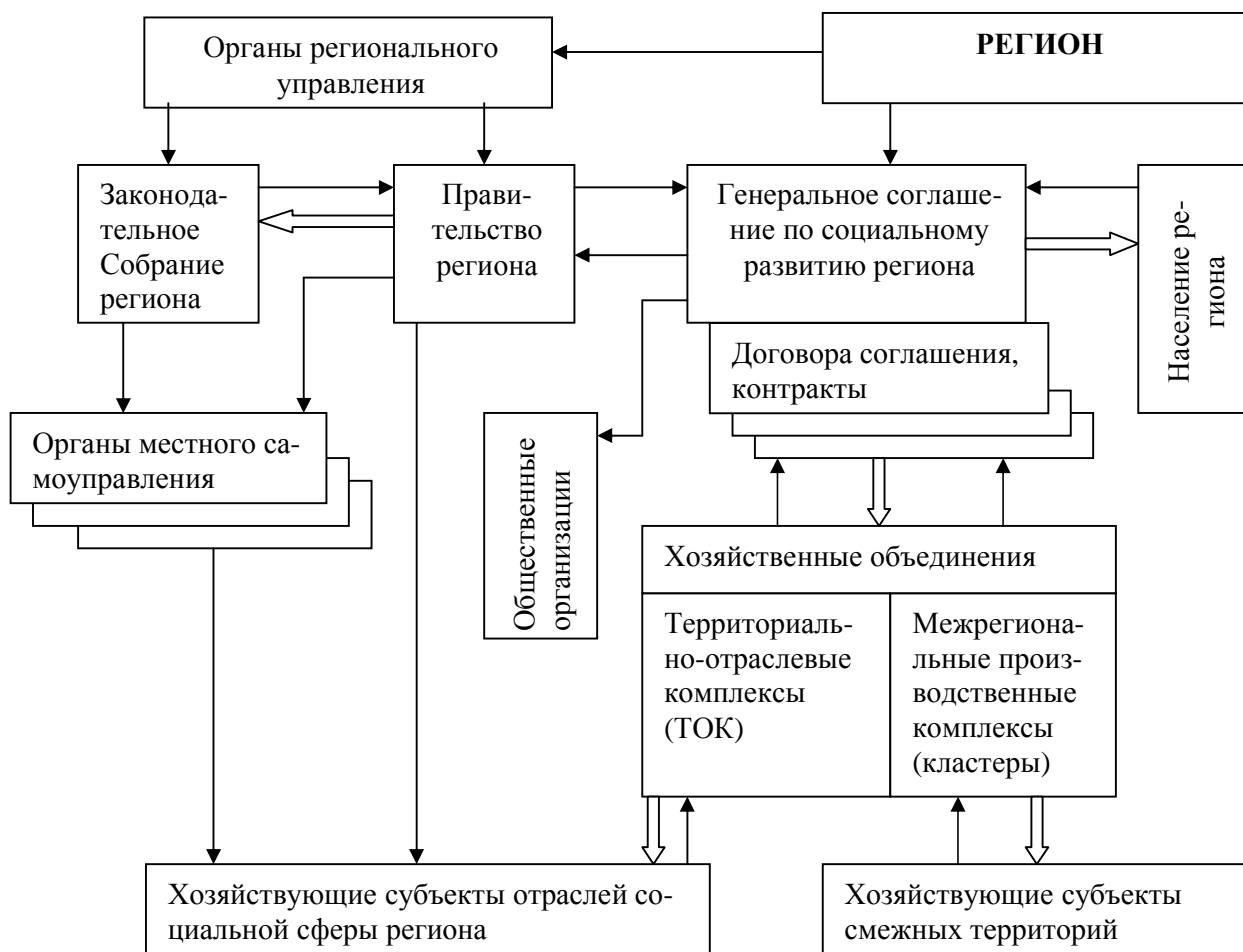 Органы регионального
управления
РЕГИОН
Законода-
тельное
Собрание
региона
Прави-
тельство
региона
Генеральное соглаше-
ние по социальному
развитию региона
Население ре-
гиона
Договора соглашения,
контракты
Органы местного са-
моуправления
Общественные
организации
Хозяйственные объединения
Территориаль-
но-отраслевые
комплексы
(ТОК)
Межрегиона-
льные произ-
водственные
комплексы
(кластеры)
Хозяйствующие субъекты отраслей со-
циальной сферы региона
Хозяйствующие субъекты
смежных территорий